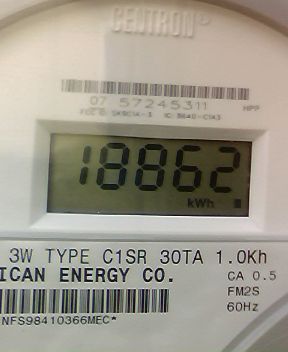 CENTRON
07 57245311 HPP
18862
kWh
3W TYPE C1SR 30TA 1.0Kh
ICAN ENERGY CO.
CA 0.5
FM2S
60Hz
NFS98410366MEC*